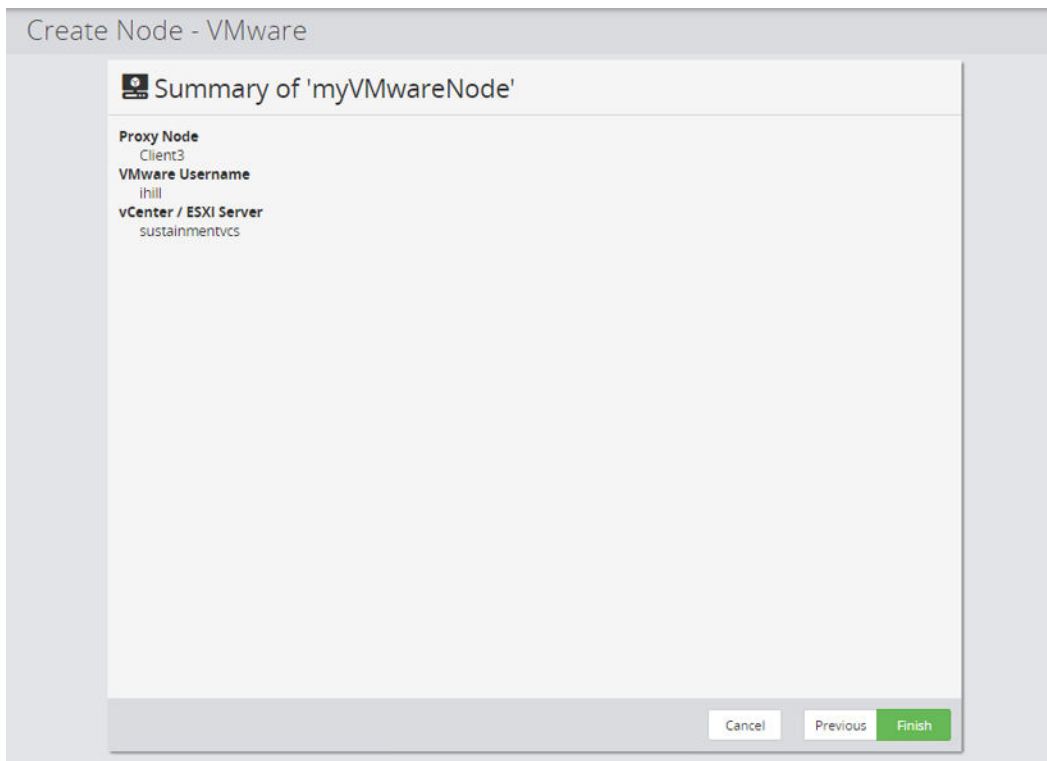 Create Node - VMware
Summary of 'myVMwareNode'
Proxy Node
Client3
VMware Username
ihill
vCenter / ESXI Server
sustainmentvcs
Cancel Previous Finish